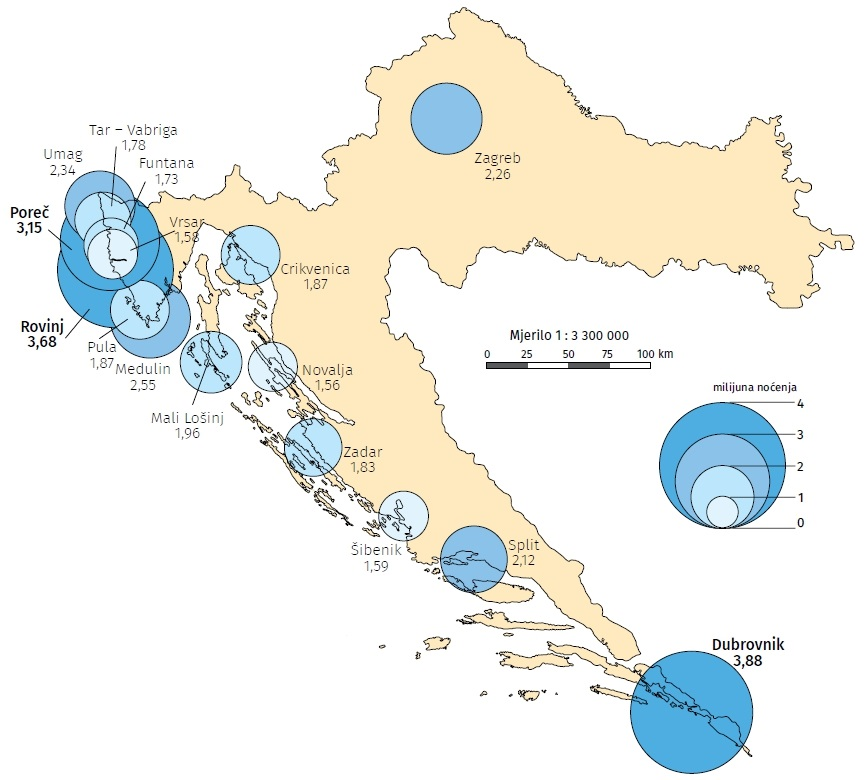 Zagreb
2,26
Tar – Vabriga
1,78
Umag
2,34
Funtana
1,73
Poreč
3,15
Vrsar
1,58
Crikvenica
1,87
Rovinj
3,68
Pula
1,87
Medulin
2,55
Mali Lošinj
1,96
Novalja
1,56
Zadar
1,83
Šibenik
1,59
Split
2,12
Dubrovnik
3,88
Mjerilo 1 : 3 300 000
0 25 50 75 100 km
milijuna noćenja
4
3
2
1
0